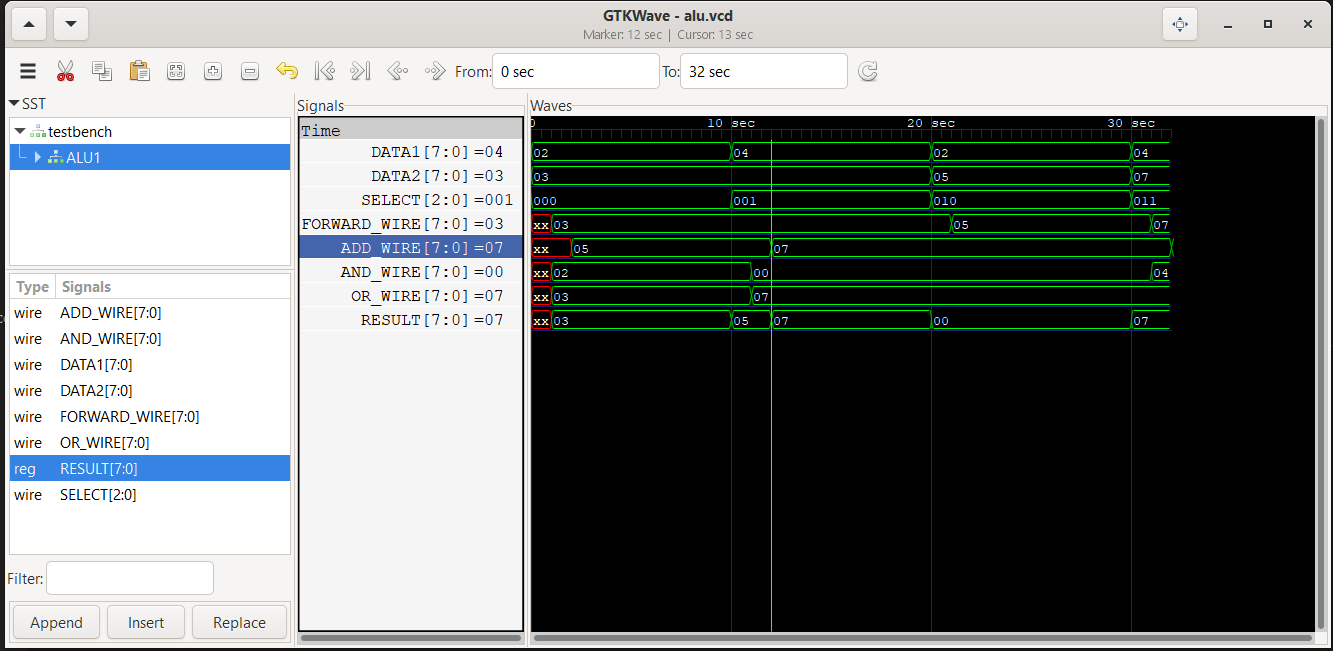 GTKWave - alu.vcd
Marker: 12 sec | Cursor: 13 sec
From: 0 sec To: 32 sec
SST
testbench
ALU1
Type Signals
wire ADD_WIRE[7:0]
wire AND_WIRE[7:0]
wire DATA1[7:0]
wire DATA2[7:0]
wire FORWARD_WIRE[7:0]
wire OR_WIRE[7:0]
reg RESULT[7:0]
wire SELECT[2:0]
Filter:
Append Insert Replace
Signals
Time
DATA1[7:0]=04
DATA2[7:0]=03
SELECT[2:0]=001
FORWARD_WIRE[7:0]=03
ADD_WIRE[7:0]=07
AND_WIRE[7:0]=00
OR_WIRE[7:0]=07
RESULT[7:0]=07
Waves
0 10 sec 20 sec 30 sec
02 04 02 04
03 05 07
000 001 010 011
xx 03 05 07
xx 05 07
xx 02 00 04
xx 03 07
xx 03 05 07 00 07